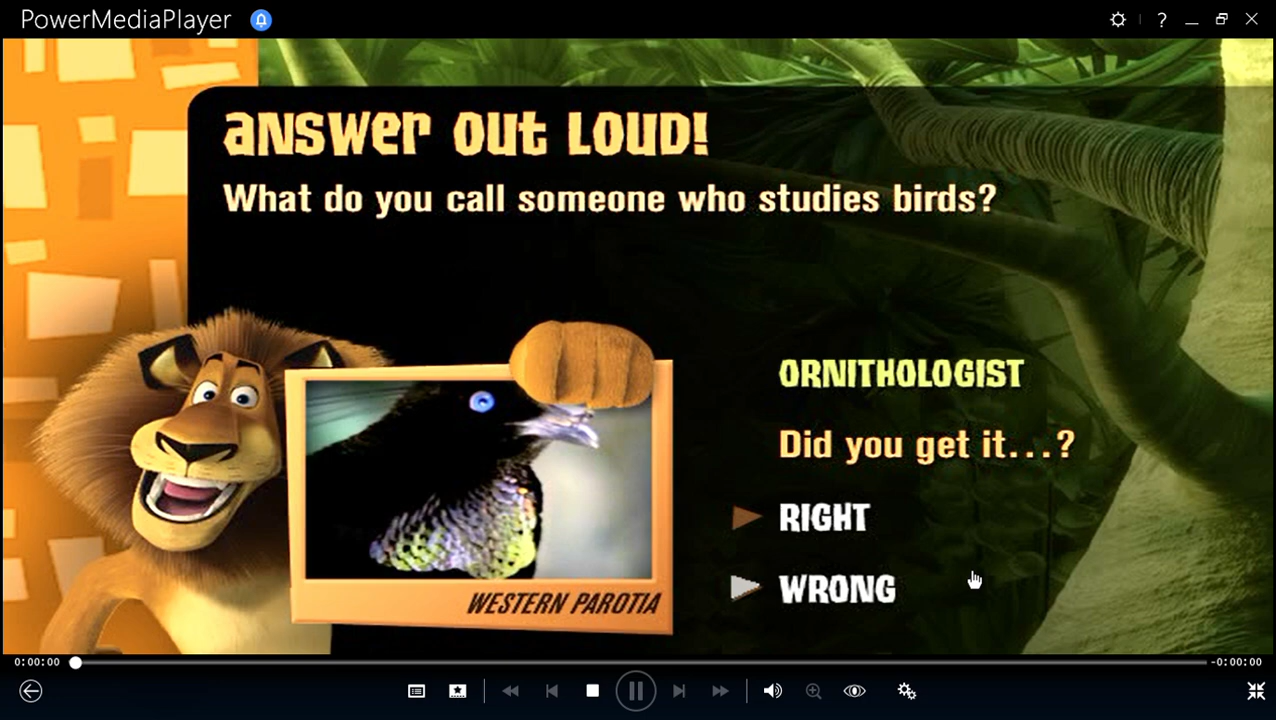 PowerMediaPlayer
?
ANSWER OUT LOUD!
What do you call someone who studies birds?
ORNITHOLOGIST
Did you get it...?
RIGHT
WRONG
WESTERN PAROTIA
0:00:00
-0:00:00